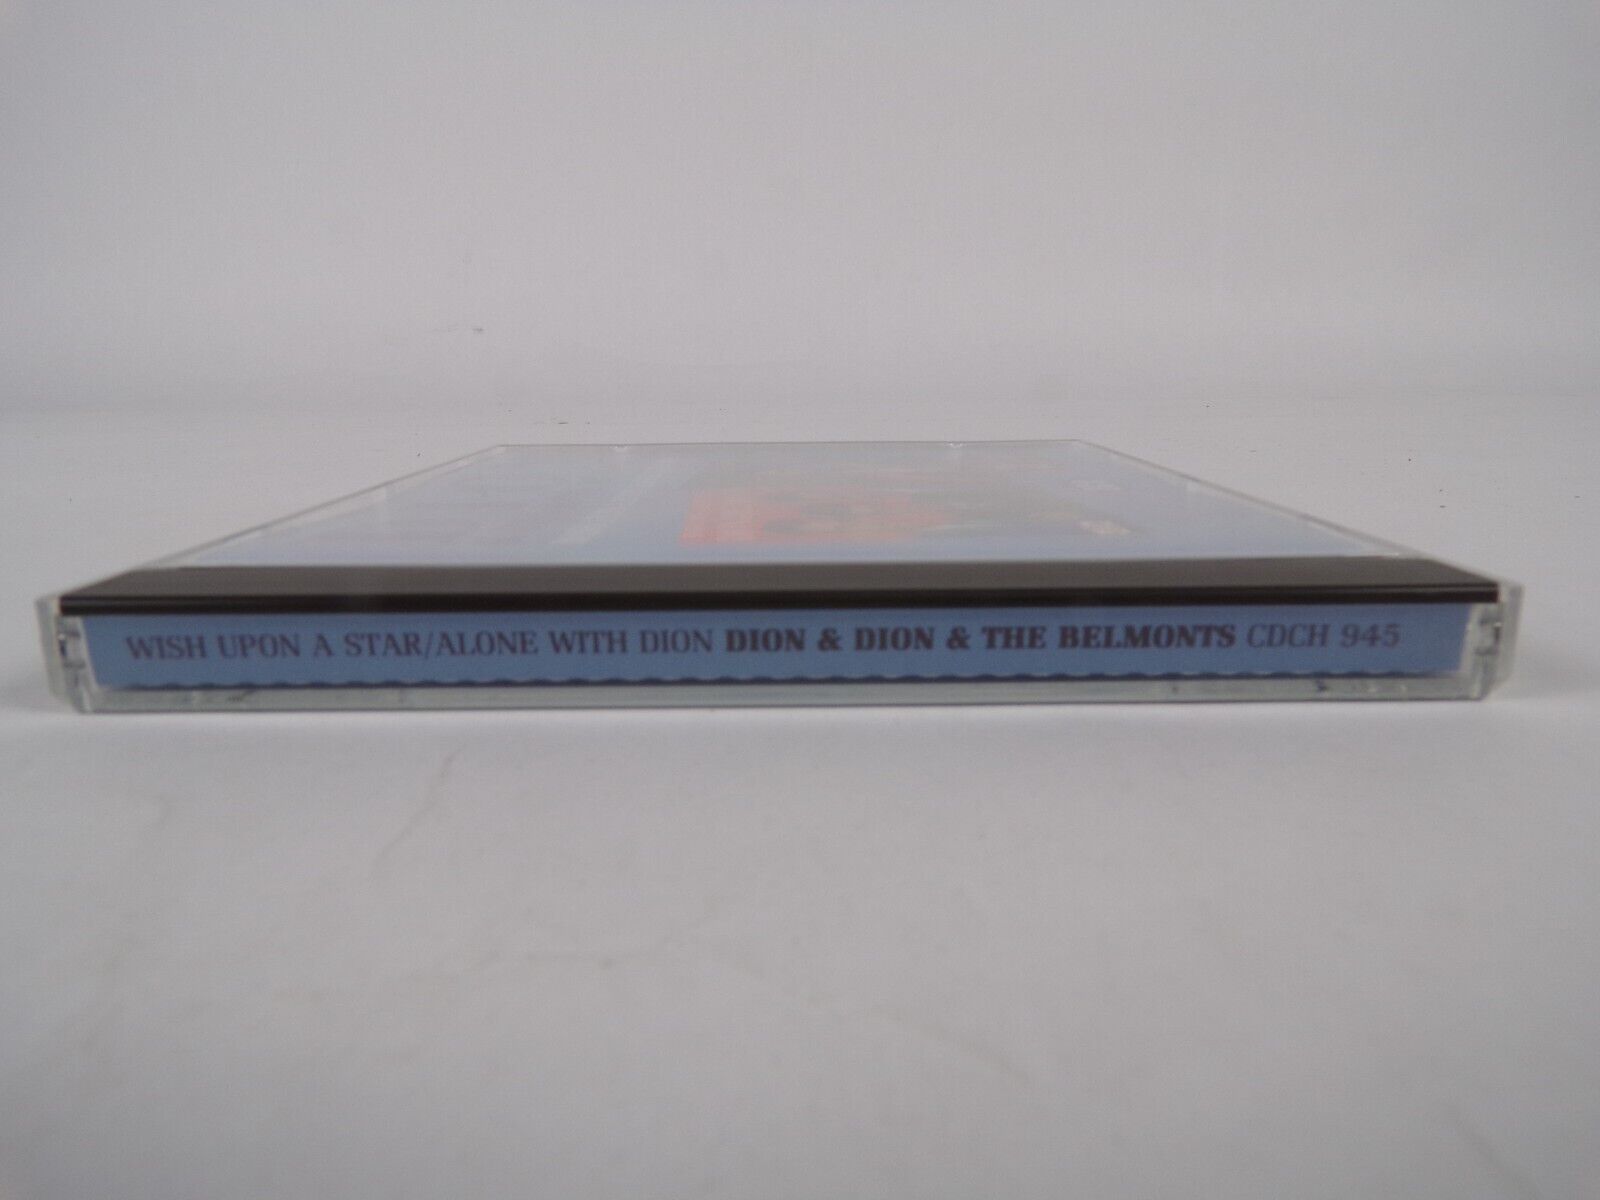 WISH UPON A STAR/ALONE WITH DION DION & DION & THE BELMONTS CDCH 945